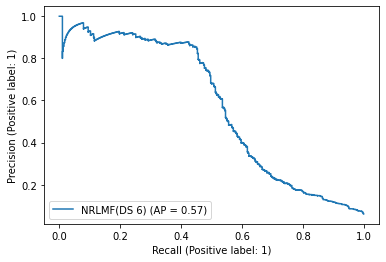 1.0
0.8
0.6
0.4
0.2
Precision (Positive label: 1)
NRLMF(DS 6) (AP = 0.57)
0.0 0.2 0.4 0.6 0.8 1.0
Recall (Positive label: 1)